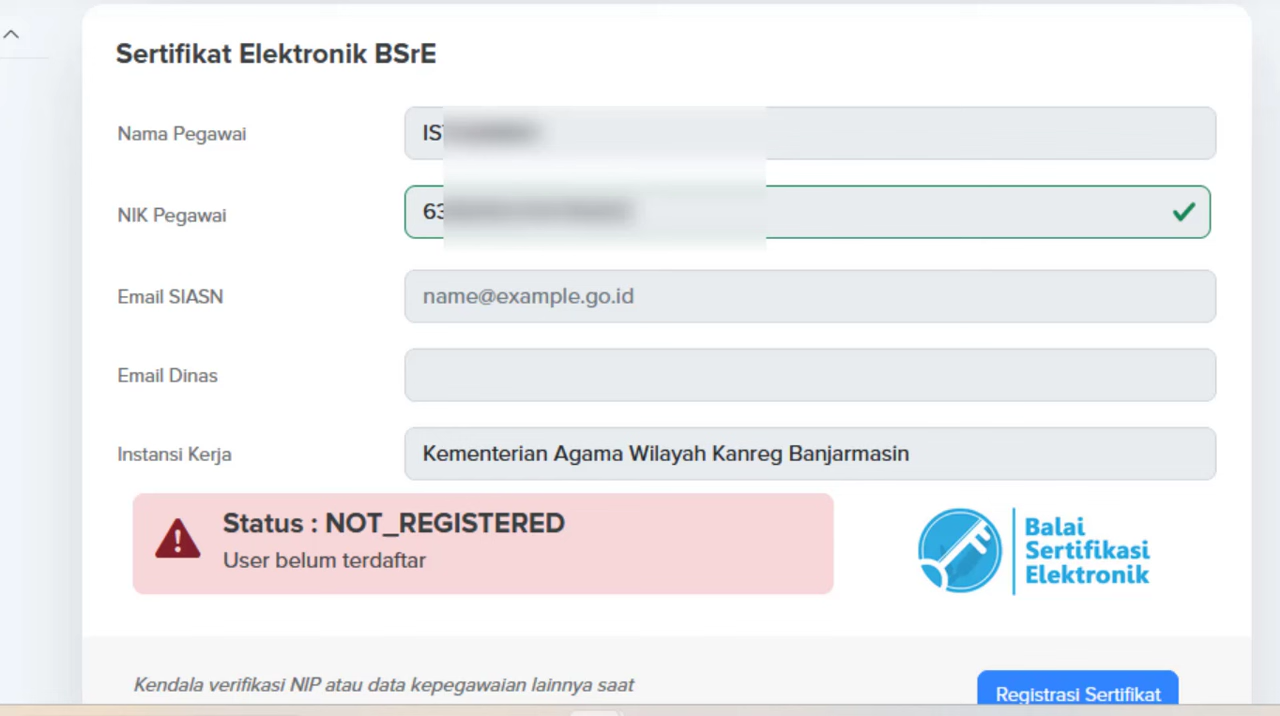 Sertifikat Elektronik BSrE
Nama Pegawai
IS
NIK Pegawai
63
Email SIASN
name@example.go.id
Email Dinas
Instansi Kerja
Kementerian Agama Wilayah Kanreg Banjarmasin
Status : NOT_REGISTERED
User belum terdaftar
Balai
Sertifikasi
Elektronik
Kendala verifikasi NIP atau data kepegawaian lainnya saat
Registrasi Sertifikat